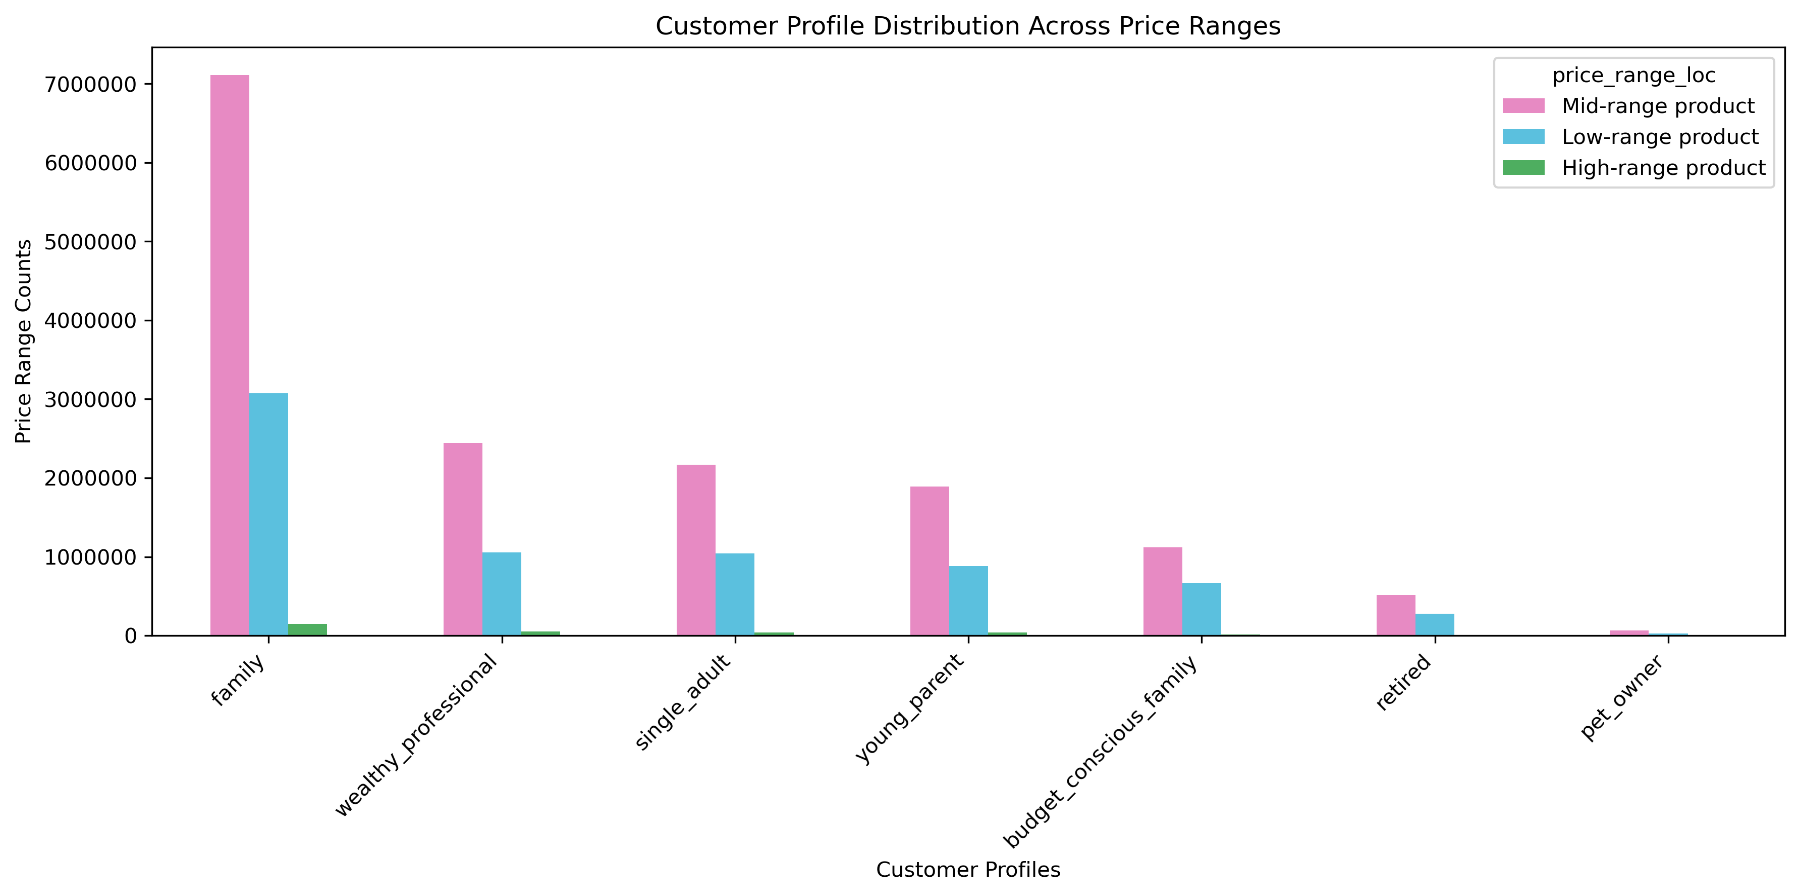 Customer Profile Distribution Across Price Ranges
price_range_loc
Mid-range product
Low-range product
High-range product
Price Range Counts
7000000
6000000
5000000
4000000
3000000
2000000
1000000
0
family
wealthy_professional
single_adult
young_parent
budget_conscious_family
retired
pet_owner
Customer Profiles